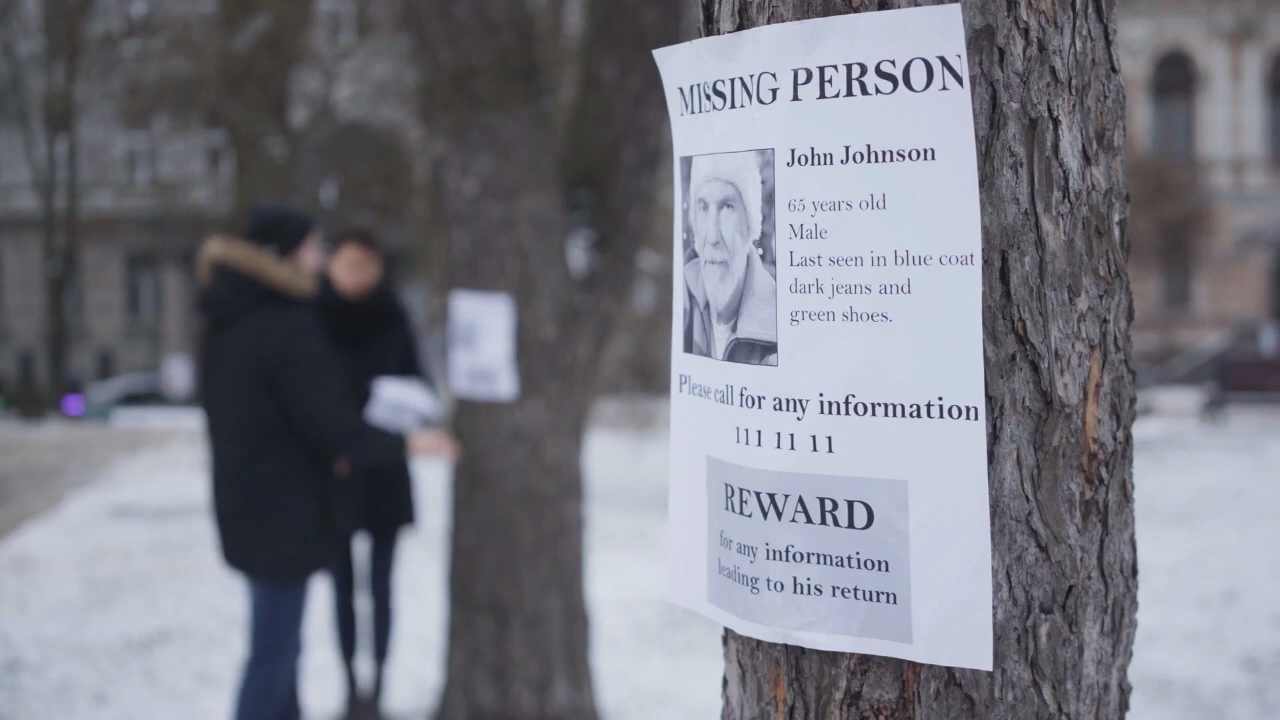 MISSING PERSON
John Johnson
65 years old
Male
Last seen in blue coat
dark jeans and
green shoes.
Please call for any information
111 11 11
REWARD
for any information
leading to his return